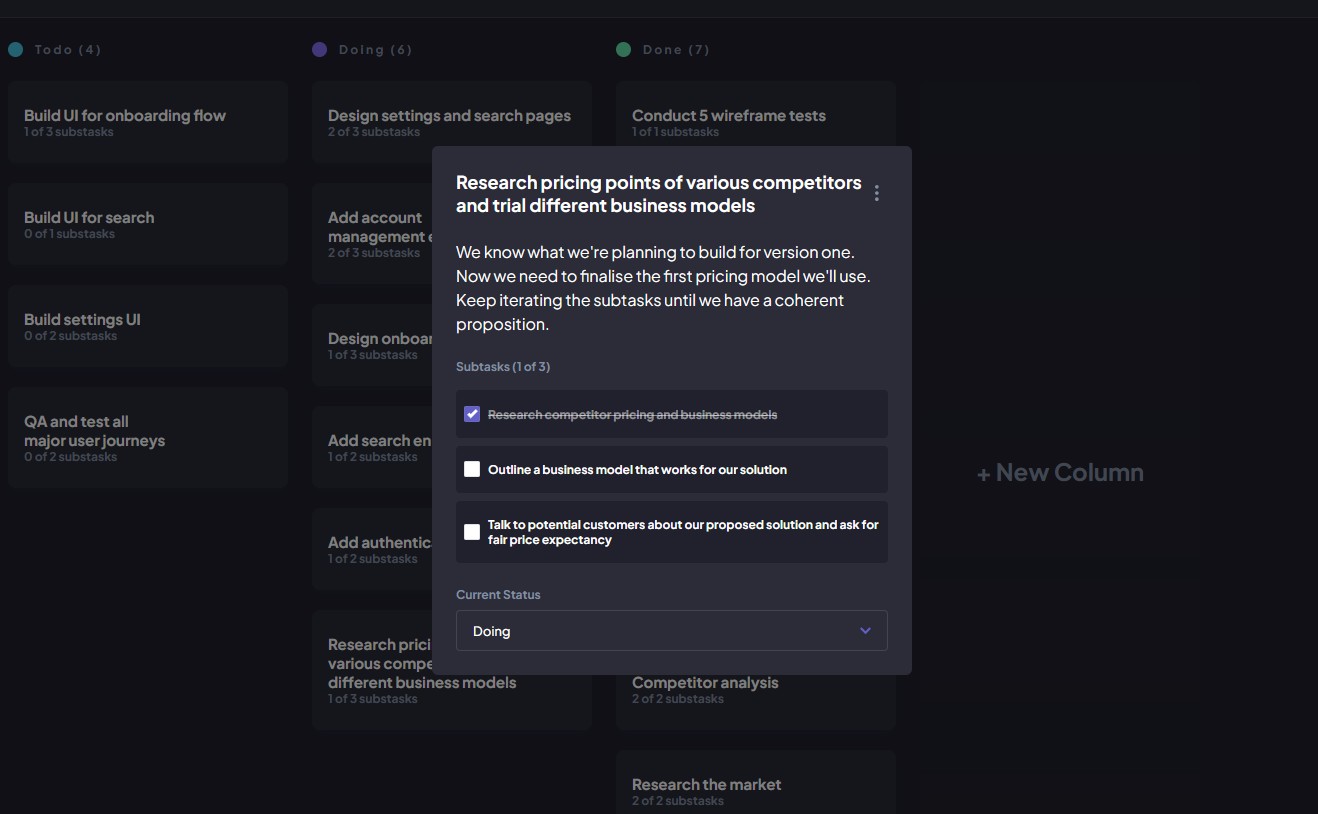 Todo (4)
Doing (6)
Done (7)
Build UI for onboarding flow
1 of 3 substasks
Build UI for search
0 of 1 substasks
Build settings UI
0 of 2 substasks
QA and test all
major user journeys
0 of 2 substasks
Design settings and search pages
2 of 3 substasks
Add account
management
2 of 3 substasks
Design
1 of 3 substasks
Add search
1 of 2 substasks
Add
1 of 2 substasks
Research
various
different business models
1 of 3 substasks
Conduct 5 wireframe tests
1 of 1 substasks
Competitor analysis
2 of 2 substasks
Research the market
2 of 2 substasks
+ New Column
Research pricing points of various competitors
and trial different business models
We know what we're planning to build for version one.
Now we need to finalise the first pricing model we'll use.
Keep iterating the subtasks until we have a coherent
proposition.
Subtasks (1 of 3)
Research competitor pricing and business models
Outline a business model that works for our solution
Talk to potential customers about our proposed solution and ask for
fair price expectancy
Current Status
Doing